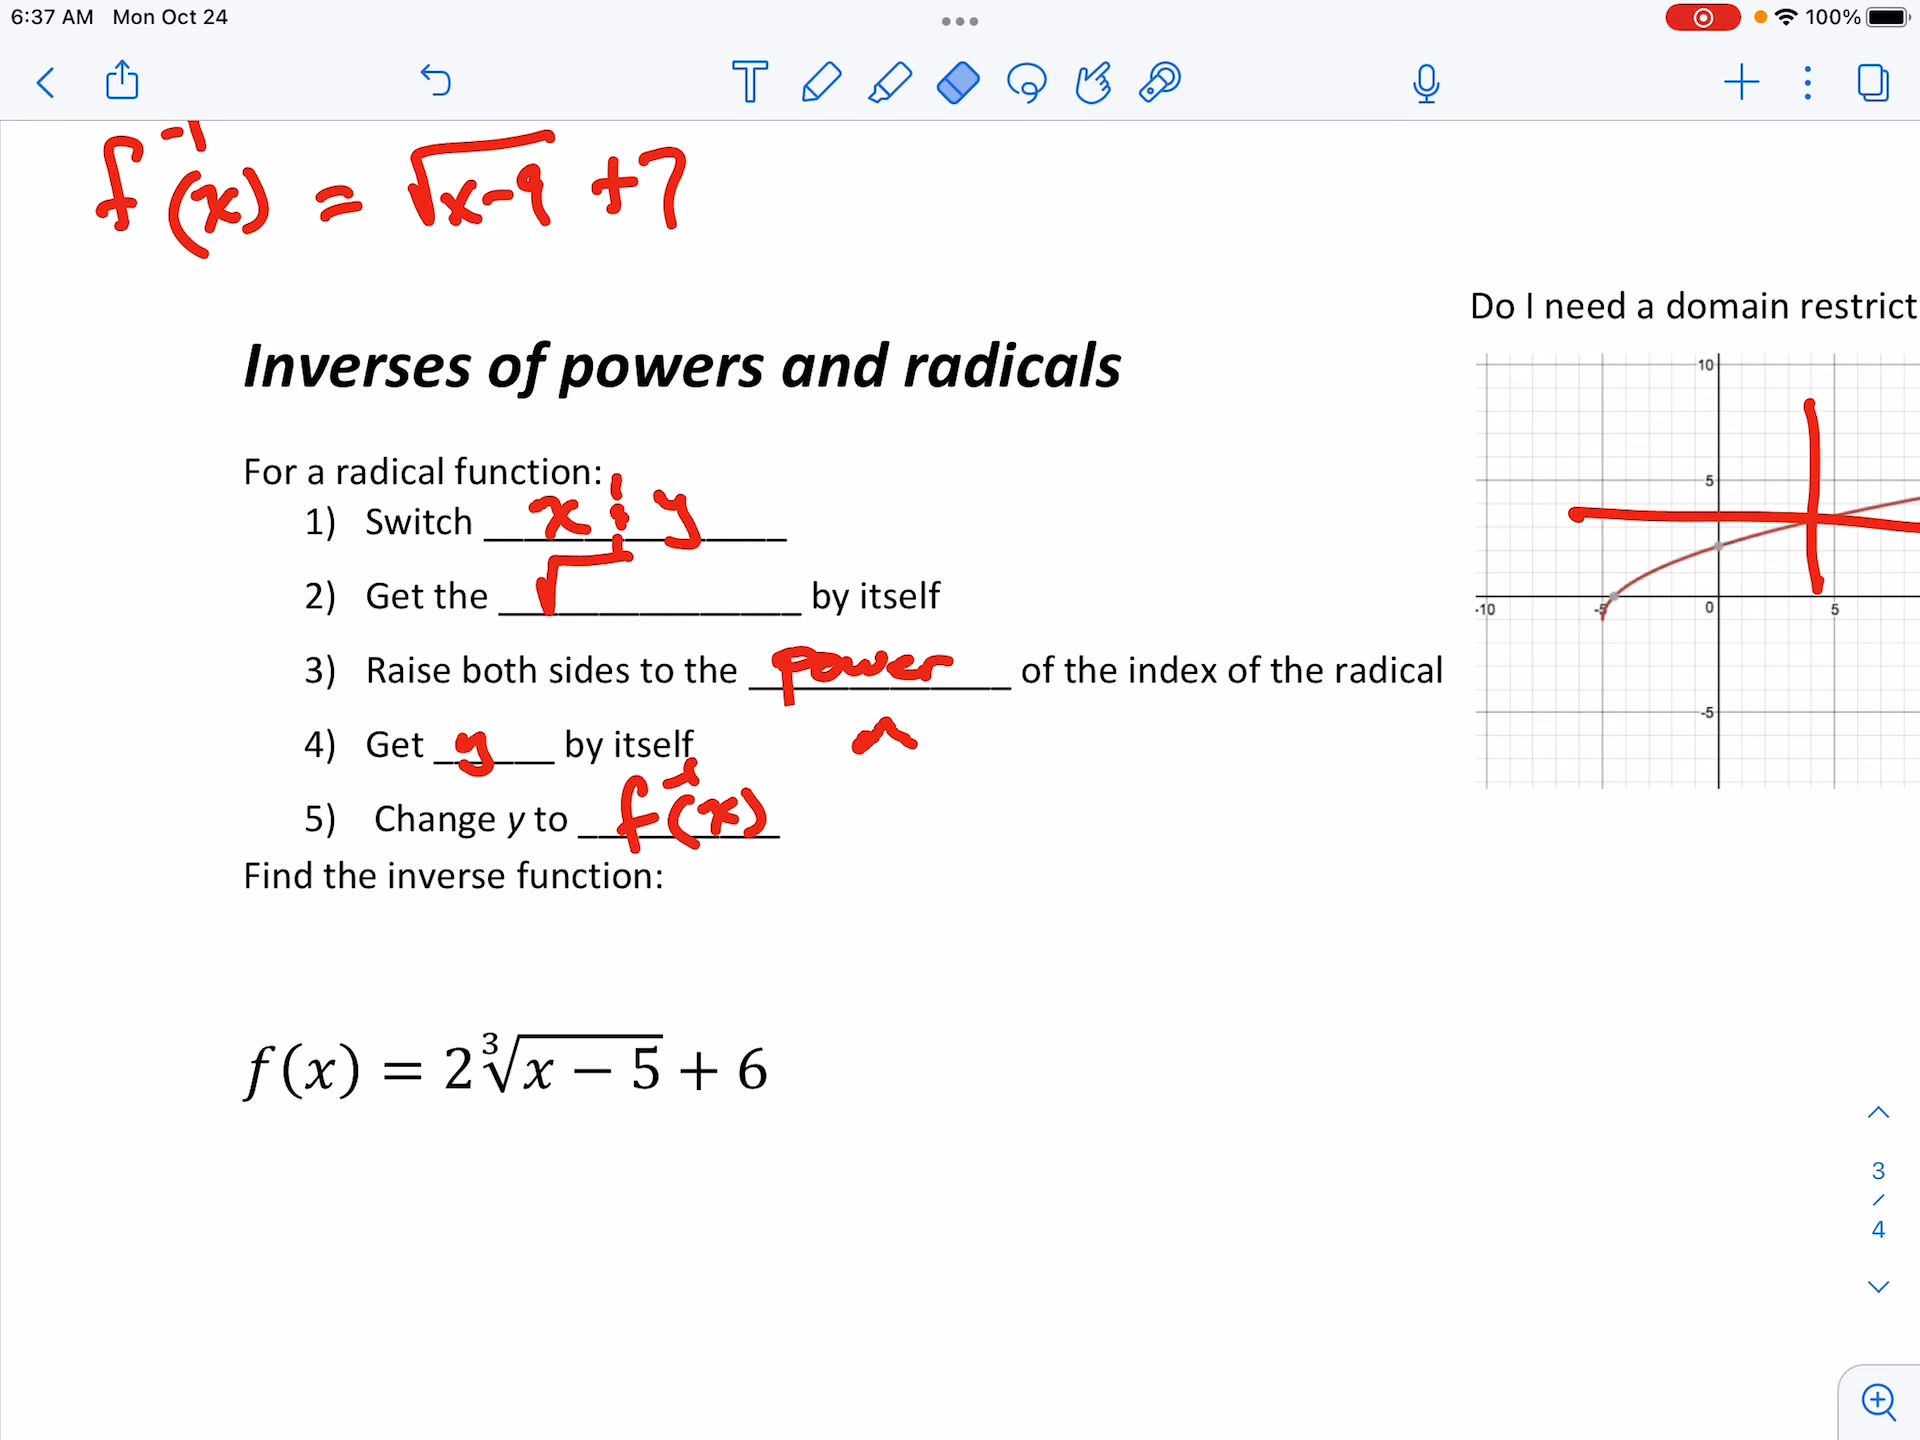 6:37 AM Mon Oct 24 100%
f⁻¹(x) = √x-9 +7
Do I need a domain restrict
Inverses of powers and radicals
For a radical function:
1) Switch x & y
2) Get the √ by itself
3) Raise both sides to the power of the index of the radical
4) Get y by itself
^
5) Change y to f⁻¹(x)
Find the inverse function:
f(x) = 2∛x − 5 + 6
10
5
-10 -5 0 5
-5
3
/
4